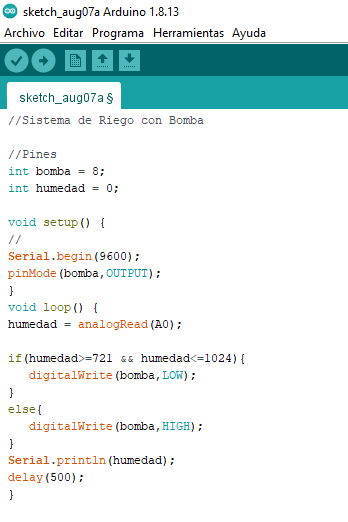 sketch_aug07a Arduino 1.8.13
Archivo Editar Programa Herramientas Ayuda
sketch_aug07a §
//Sistema de Riego con Bomba
//Pines
int bomba = 8;
int humedad = 0;
void setup() {
//
Serial.begin(9600);
pinMode(bomba,OUTPUT);
}
void loop() {
humedad = analogRead(A0);
if(humedad>=721 && humedad<=1024){
digitalWrite(bomba,LOW);
}
else{
digitalWrite(bomba,HIGH);
}
Serial.println(humedad);
delay(500);
}